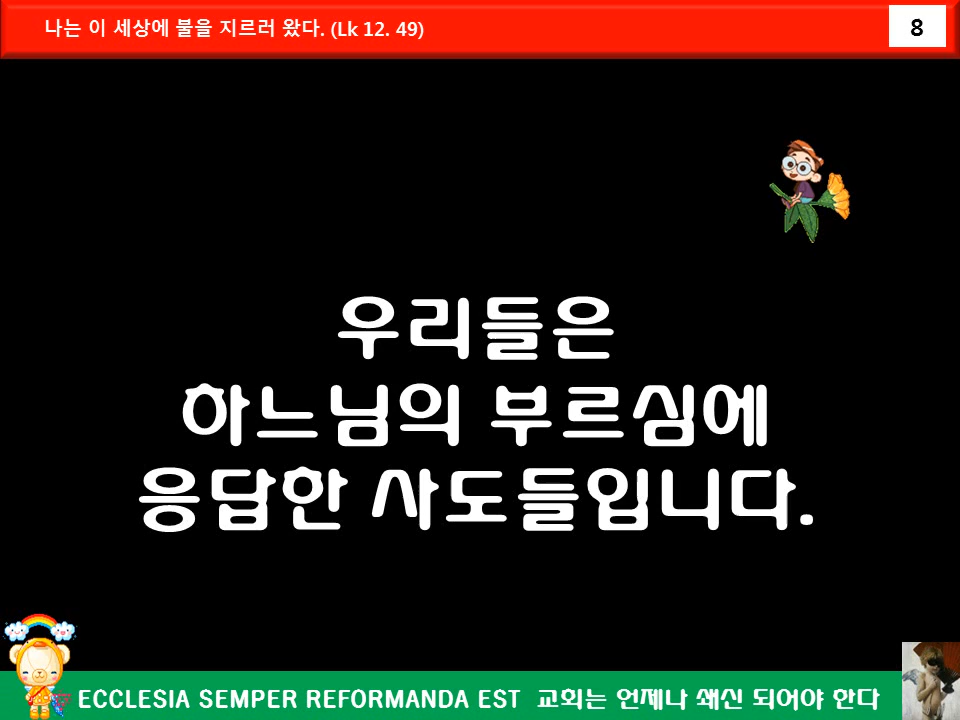 나는 이 세상에 불을 지르러 왔다. (Lk 12. 49)
8
우리들은
하느님의 부르심에
응답한 사도들입니다.
ECCLESIA SEMPER REFORMANDA EST 교회는 언제나 쇄신 되어야 한다